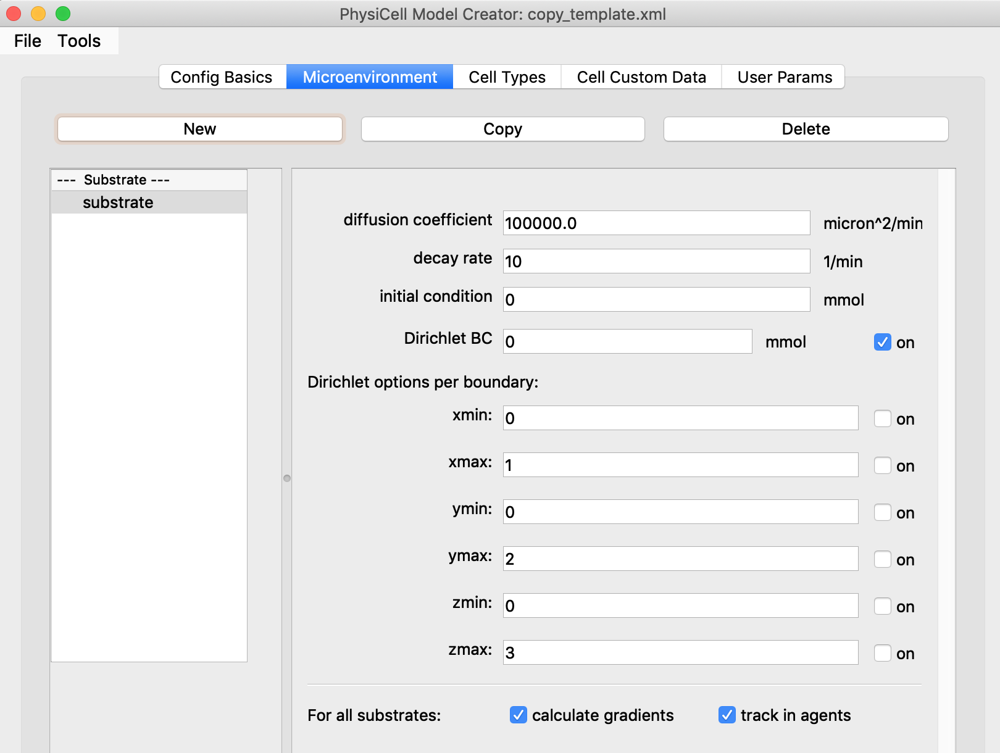 PhysiCell Model Creator: copy_template.xml
File Tools
Config Basics Microenvironment Cell Types Cell Custom Data User Params
New Copy Delete
--- Substrate ---
substrate
diffusion coefficient 100000.0 micron^2/min
decay rate 10 1/min
initial condition 0 mmol
Dirichlet BC 0 mmol on
Dirichlet options per boundary:
xmin: 0 on
xmax: 1 on
ymin: 0 on
ymax: 2 on
zmin: 0 on
zmax: 3 on
For all substrates: calculate gradients track in agents